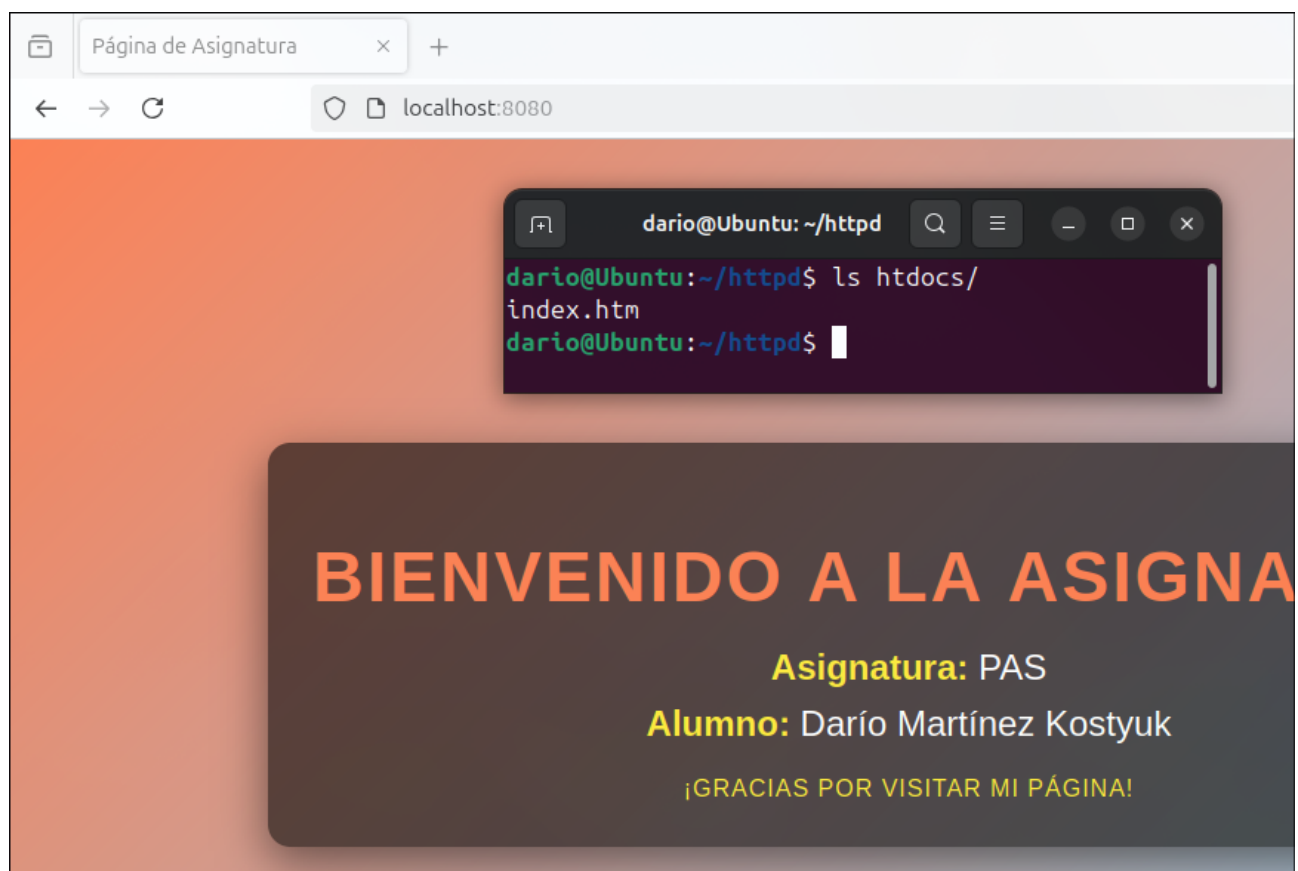 Página de Asignatura
localhost:8080
dario@Ubuntu: ~/httpd
dario@Ubuntu:~/httpd$ ls htdocs/
index.htm
dario@Ubuntu:~/httpd$
BIENVENIDO A LA ASIGNA
Asignatura: PAS
Alumno: Darío Martínez Kostyuk
¡GRACIAS POR VISITAR MI PÁGINA!